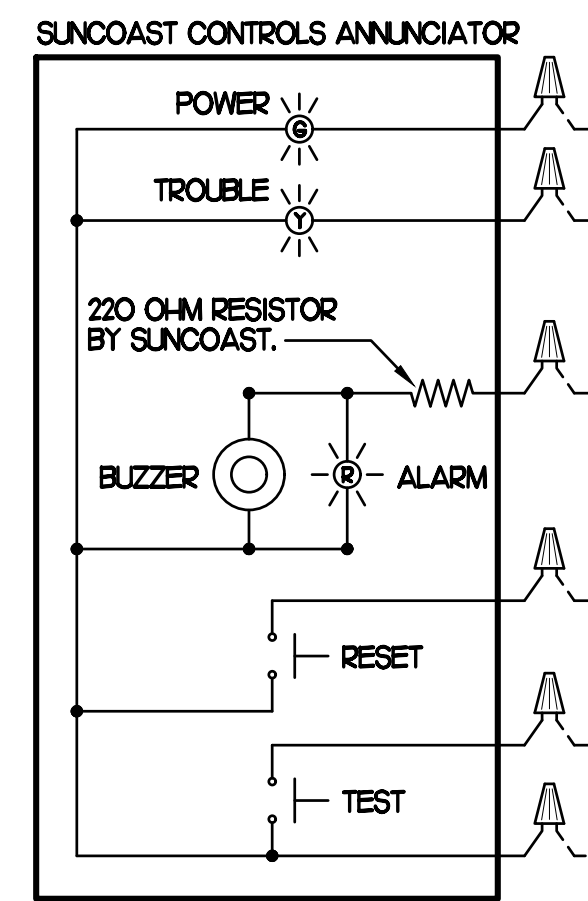 SUNCOAST CONTROLS ANNUNCIATOR
POWER
G
TROUBLE
Y
220 OHM RESISTOR
BY SUNCOAST.
BUZZER
R
ALARM
RESET
TEST